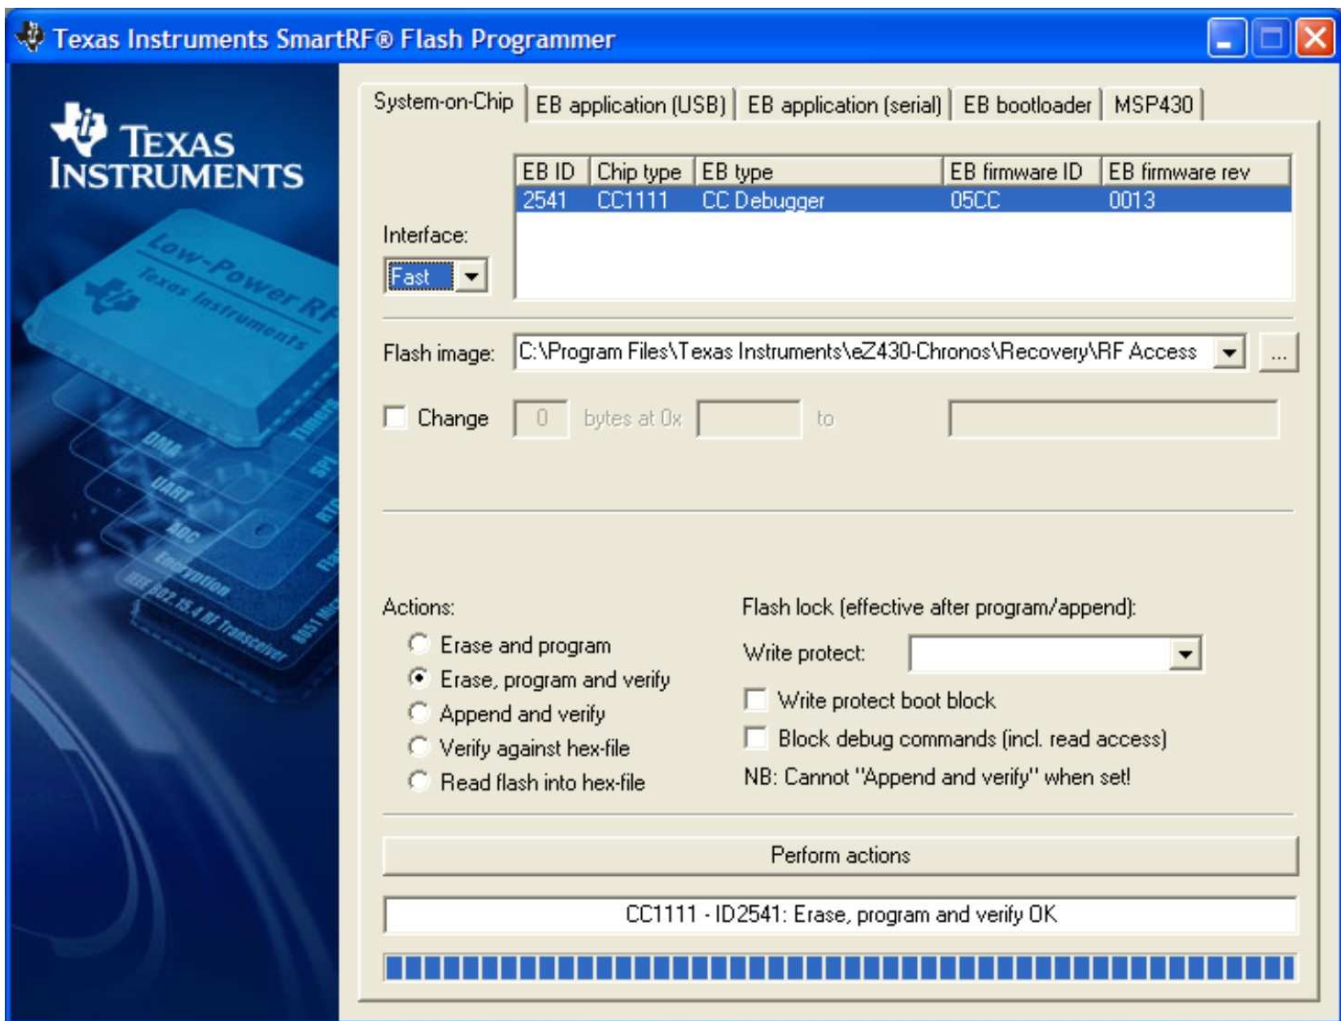 Texas Instruments SmartRF® Flash Programmer
TEXAS
INSTRUMENTS
Low-Power RF
Texas Instruments
Timers
DMA
SPI
UART
RTC
ADC
Encryption
IEEE 802.15.4 RF Transceiver
System-on-Chip EB application (USB) EB application (serial) EB bootloader MSP430
EB ID Chip type EB type EB firmware ID EB firmware rev
2541 CC1111 CC Debugger 05CC 0013
Interface:
Fast
Flash image: C:\Program Files\Texas Instruments\eZ430-Chronos\Recovery\RF Access ...
Change 0 bytes at 0x to
Actions:
Erase and program
Erase, program and verify
Append and verify
Verify against hex-file
Read flash into hex-file
Flash lock (effective after program/append):
Write protect:
Write protect boot block
Block debug commands (incl. read access)
NB: Cannot "Append and verify" when set!
Perform actions
CC1111 - ID2541: Erase, program and verify OK